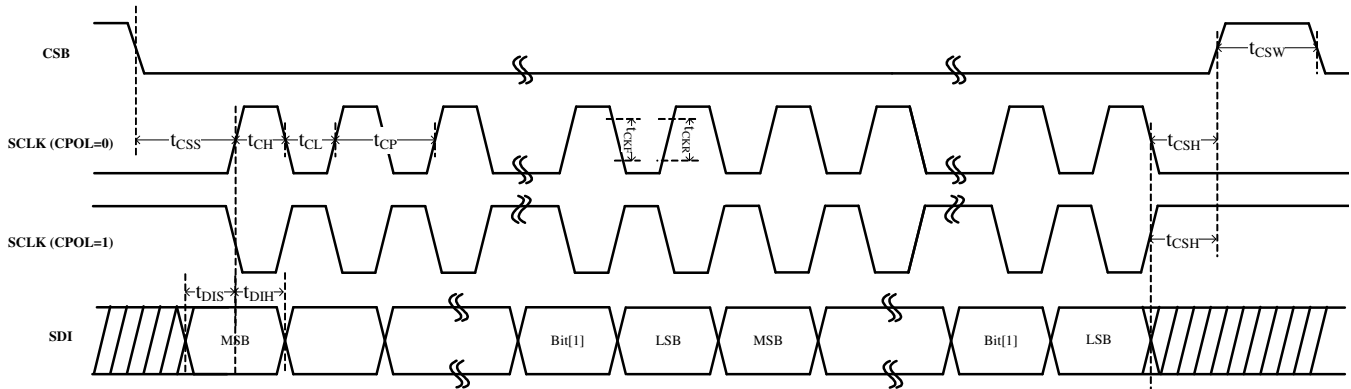 CSB
tCSW
SCLK (CPOL=0)
tCSS
tCH
tCL
tCP
tCKF
tCKR
tCSH
SCLK (CPOL=1)
tCSH
tDIS
tDIH
SDI
MSB
Bit[1]
LSB
MSB
Bit[1]
LSB